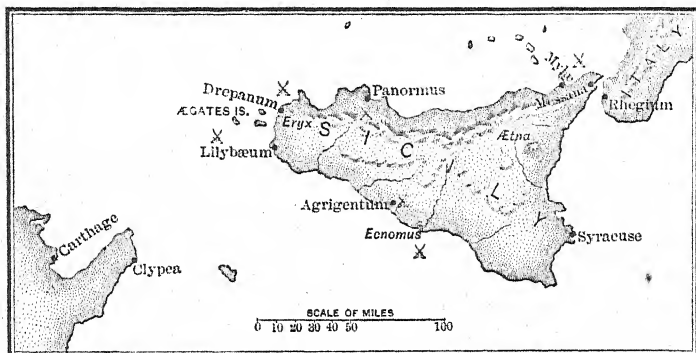 ITALY
Mylæ
Drepanum
Panormus
Messana
Rhegium
ÆGATES IS.
Eryx
SICILY
Ætna
Lilybæum
Agrigentum
Carthage
Ecnomus
Syracuse
Clypea
SCALE OF MILES
0 10 20 30 40 50 100